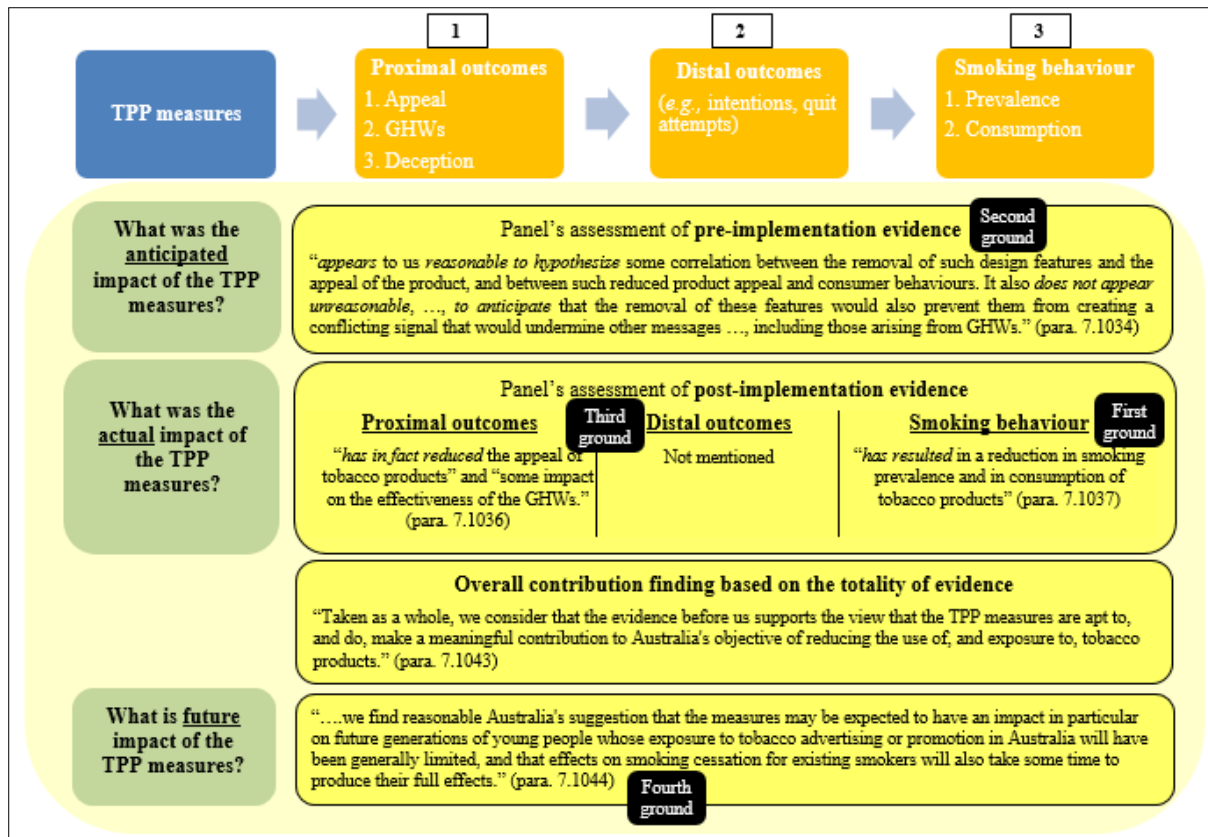 1
2
3
TPP measures
Proximal outcomes
1. Appeal
2. GHWs
3. Deception
Distal outcomes
(e.g., intentions, quit
attempts)
Smoking behaviour
1. Prevalence
2. Consumption
What was the
anticipated
impact of the TPP
measures?
Panel's assessment of pre-implementation evidence
Second
ground
“appears to us reasonable to hypothesize some correlation between the removal of such design features and the
appeal of the product, and between such reduced product appeal and consumer behaviours. It also does not appear
unreasonable, …, to anticipate that the removal of these features would also prevent them from creating a
conflicting signal that would undermine other messages …, including those arising from GHWs.” (para. 7.1034)
What was the
actual impact of
the TPP
measures?
Panel's assessment of post-implementation evidence
Proximal outcomes
“has in fact reduced the appeal of
tobacco products” and “some impact
on the effectiveness of the GHWs.”
(para. 7.1036)
Third
ground
Distal outcomes
Not mentioned
Smoking behaviour
First
ground
“has resulted in a reduction in smoking
prevalence and in consumption
of tobacco products” (para. 7.1037)
Overall contribution finding based on the totality of evidence
“Taken as a whole, we consider that the evidence before us supports the view that the TPP measures are apt to,
and do, make a meaningful contribution to Australia's objective of reducing the use of, and exposure to, tobacco
products.” (para. 7.1043)
What is future
impact of the
TPP measures?
“….we find reasonable Australia's suggestion that the measures may be expected to have an impact in particular
on future generations of young people whose exposure to tobacco advertising or promotion in Australia will have
been generally limited, and that effects on smoking cessation for existing smokers will also take some time to
produce their full effects.” (para. 7.1044)
Fourth
ground